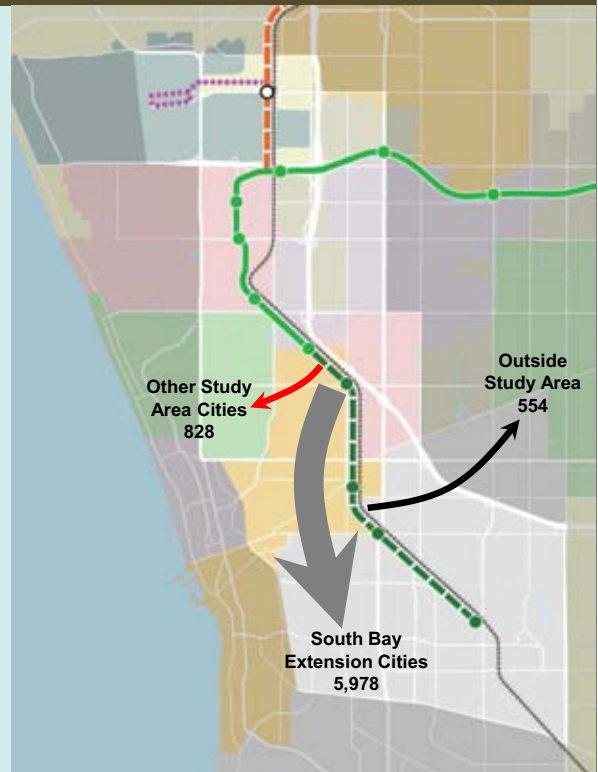 Outside
Study Area
554
Other Study
Area Cities
828
South Bay
Extension Cities
5,978